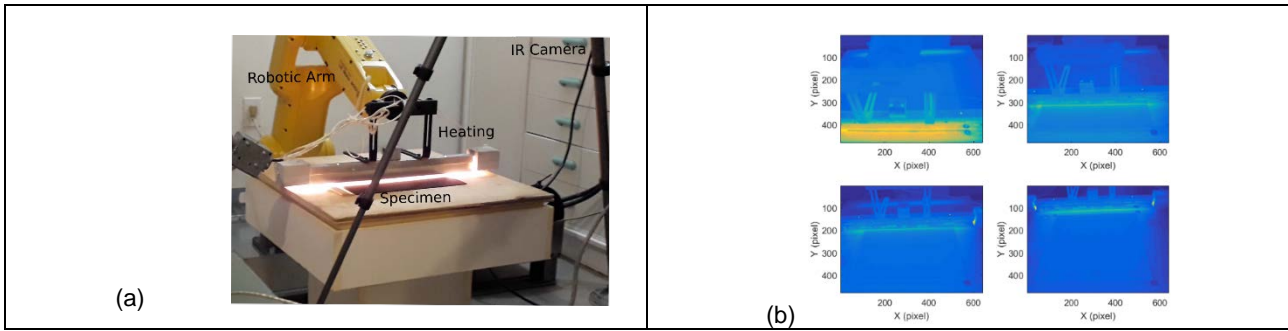 IR Camera
Robotic Arm
Heating
Specimen
(a)
100
200
300
400
Y (pixel)
200 400 600
X (pixel)
100
200
300
400
Y (pixel)
200 400 600
X (pixel)
100
200
300
400
Y (pixel)
200 400 600
X (pixel)
100
200
300
400
Y (pixel)
200 400 600
X (pixel)
(b)